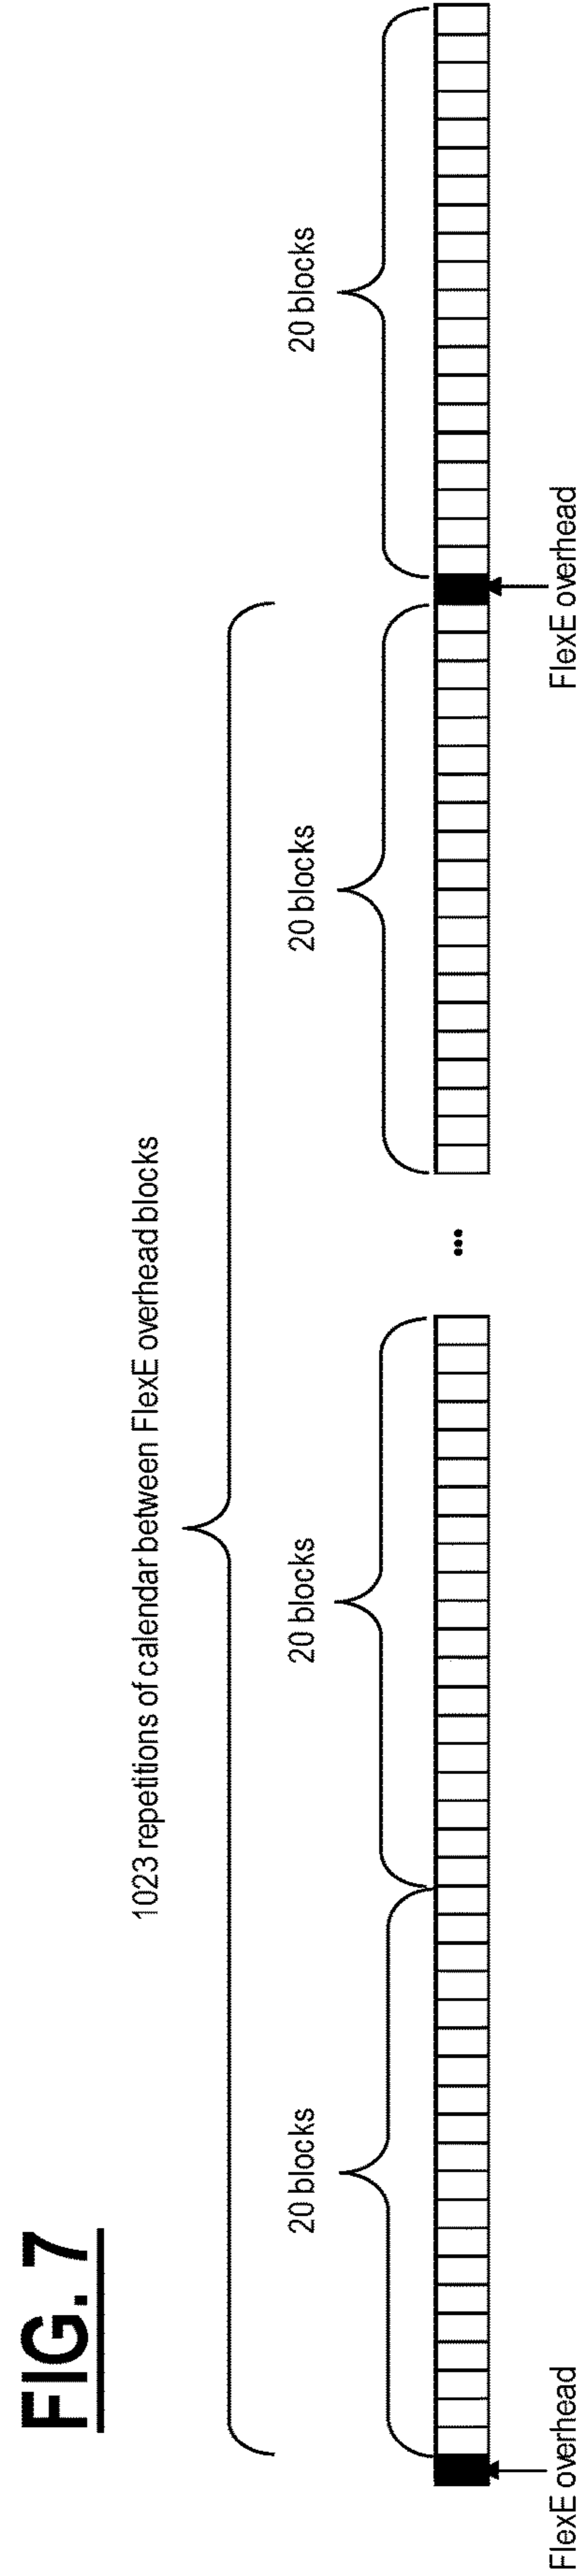 FIG. 7
1023 repetitions of calendar between FlexE overhead blocks
20 blocks
20 blocks
20 blocks
20 blocks
...
FlexE overhead
FlexE overhead